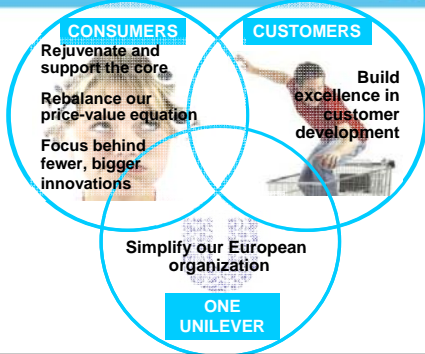 CONSUMERS
Rejuvenate and
support the core
Rebalance our
price-value equation
Focus behind
fewer, bigger
innovations
CUSTOMERS
Build
excellence in
customer
development
Simplify our European
organization
ONE
UNILEVER